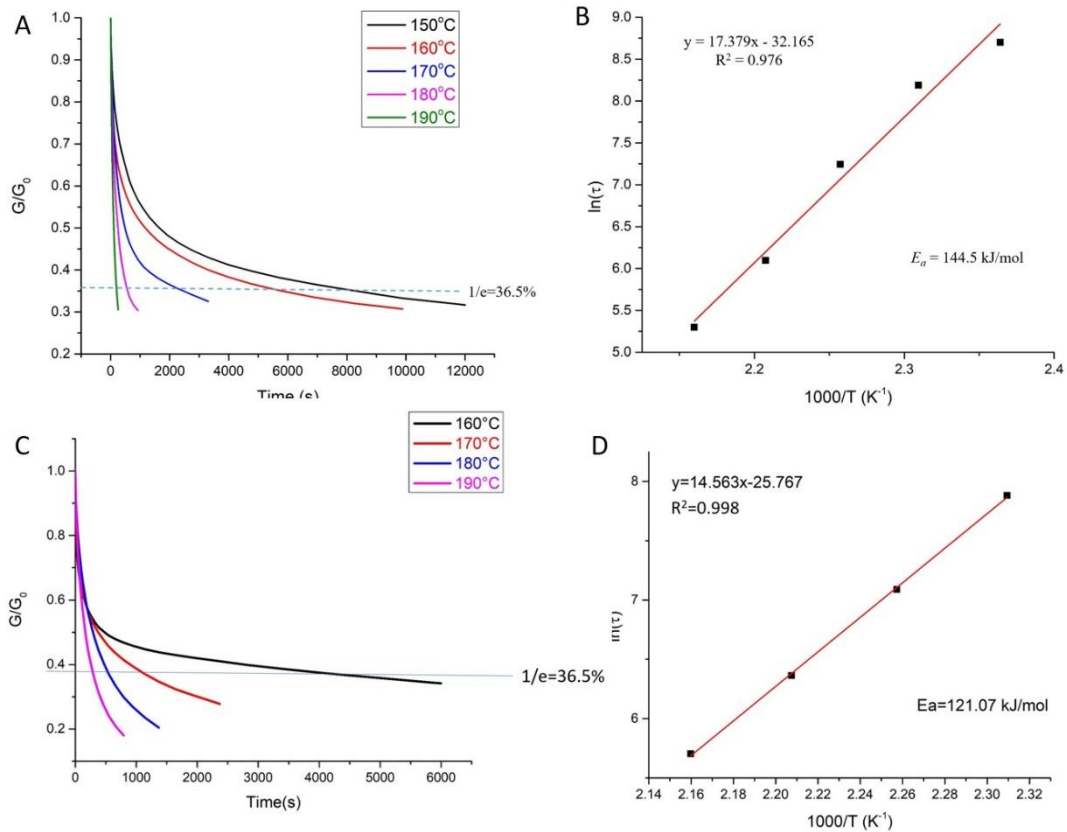 A
150°C
160°C
170°C
180°C
190°C
1.0
0.9
0.8
0.7
0.6
0.5
0.4
0.3
0.2
G/G0
1/e=36.5%
0 2000 4000 6000 8000 10000 12000
Time (s)
B
y = 17.379x - 32.165
R² = 0.976
9.0
8.5
8.0
7.5
7.0
6.5
6.0
5.5
5.0
ln(τ)
Ea = 144.5 kJ/mol
2.2 2.3 2.4
1000/T (K⁻¹)
C
160°C
170°C
180°C
190°C
1.0
0.8
0.6
0.4
0.2
G/G0
1/e=36.5%
0 1000 2000 3000 4000 5000 6000
Time(s)
D
y=14.563x-25.767
R²=0.998
8
7
6
ln(τ)
Ea=121.07 kJ/mol
2.14 2.16 2.18 2.20 2.22 2.24 2.26 2.28 2.30 2.32
1000/T (K⁻¹)